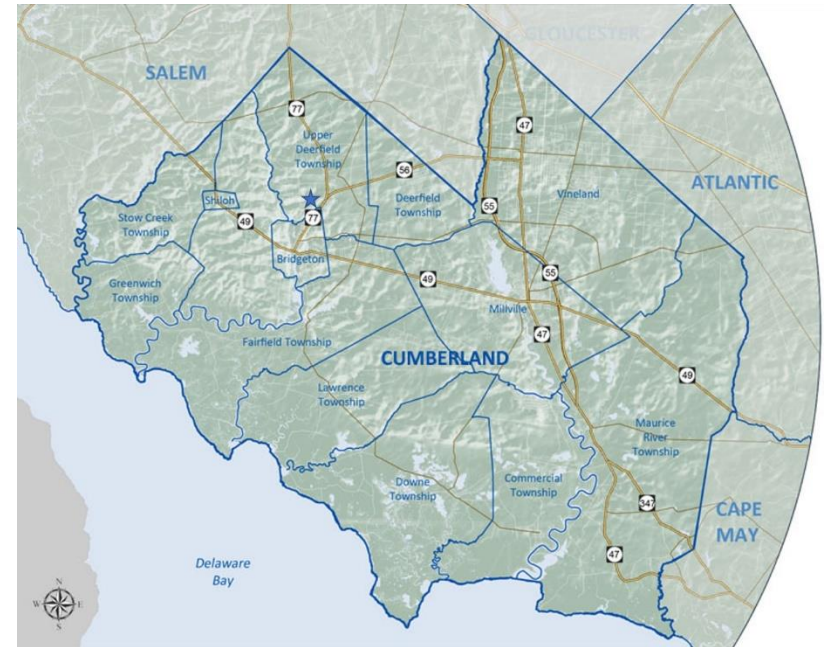 GLOUCESTER
SALEM
77
47
Upper
Deerfield
Township
56
ATLANTIC
Shiloh
Deerfield
Township
Vineland
55
Stow Creek
Township
49
77
Bridgeton
55
Greenwich
Township
49
Millville
47
Fairfield Township
CUMBERLAND
49
Lawrence
Township
Maurice
River
Township
Downe
Township
Commercial
Township
347
CAPE
MAY
47
Delaware
Bay
N
W
E
S